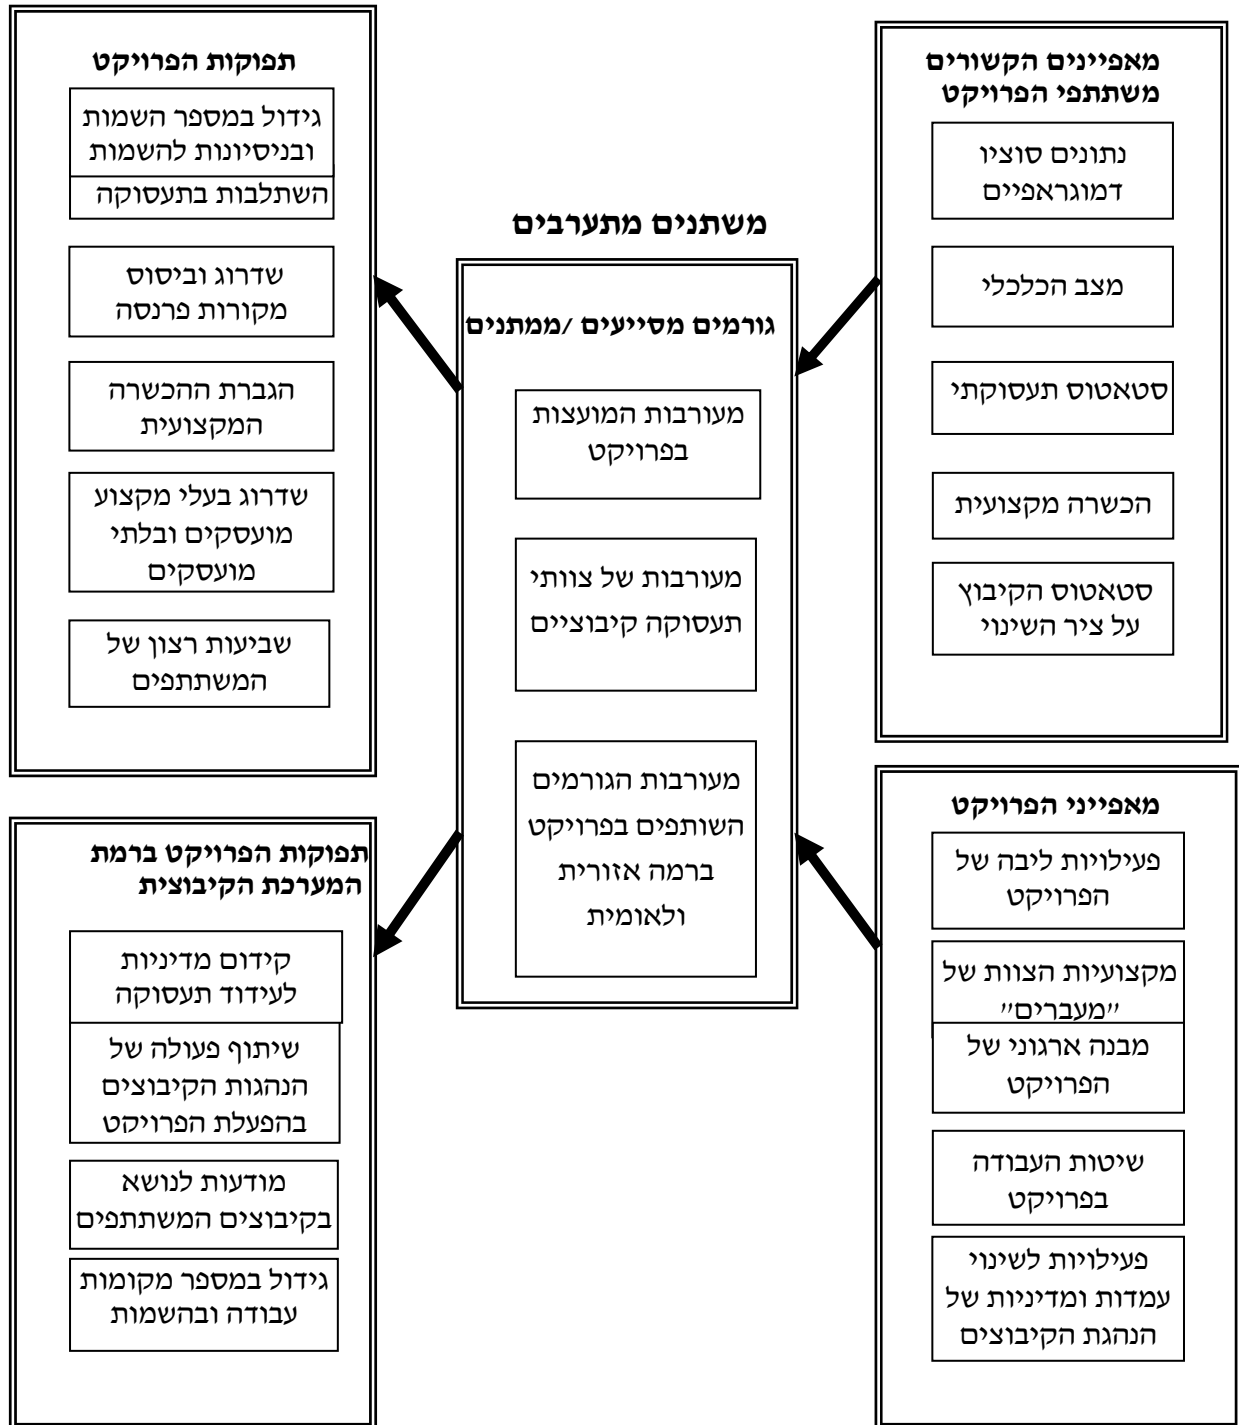 מאפיינים הקשורים
משתתפי הפרויקט
נתונים סוציו
דמוגראפיים
מצב הכלכלי
סטאטוס תעסוקתי
הכשרה מקצועית
סטאטוס הקיבוץ
על ציר השינוי
מאפייני הפרויקט
פעילויות ליבה של
הפרויקט
מקצועיות הצוות של
"מעברים"
מבנה ארגוני של
הפרויקט
שיטות העבודה
בפרויקט
פעילויות לשינוי
עמדות ומדיניות של
הנהגת הקיבוצים
משתנים מתערבים
גורמים מסייעים /ממתנים
מעורבות המועצות
בפרויקט
מעורבות של צוותי
תעסוקה קיבוציים
מעורבות הגורמים
השותפים בפרויקט
ברמה אזורית
ולאומית
תפוקות הפרויקט
גידול במספר השמות
ובניסיונות להשמות
השתלבות בתעסוקה
שדרוג וביסוס
מקורות פרנסה
הגברת ההכשרה
המקצועית
שדרוג בעלי מקצוע
מועסקים ובלתי
מועסקים
שביעות רצון של
המשתתפים
תפוקות הפרויקט ברמת
המערכת הקיבוצית
קידום מדיניות
לעידוד תעסוקה
שיתוף פעולה של
הנהגות הקיבוצים
בהפעלת הפרויקט
מודעות לנושא
בקיבוצים המשתתפים
גידול במספר מקומות
עבודה ובהשמות